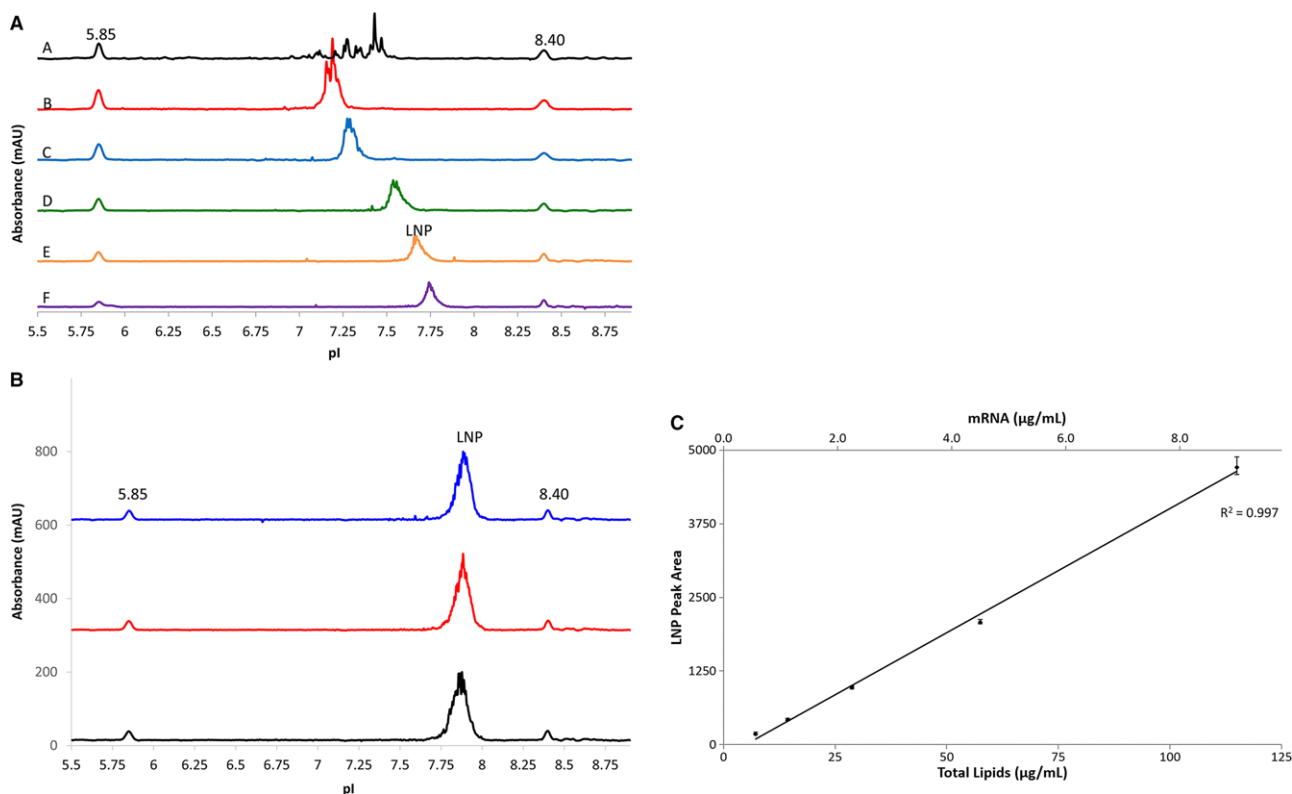 A
5.85
8.40
A
B
C
D
LNP
E
F
Absorbance (mAU)
5.5 5.75 6 6.25 6.5 6.75 7 7.25 7.5 7.75 8 8.25 8.5 8.75
pI
B
LNP
5.85
8.40
800
600
400
200
0
Absorbance (mAU)
5.5 5.75 6 6.25 6.5 6.75 7 7.25 7.5 7.75 8 8.25 8.5 8.75
pI
C
mRNA (µg/mL)
0.0 2.0 4.0 6.0 8.0
5000
3750
2500
1250
0
LNP Peak Area
R² = 0.997
0 25 50 75 100 125
Total Lipids (µg/mL)